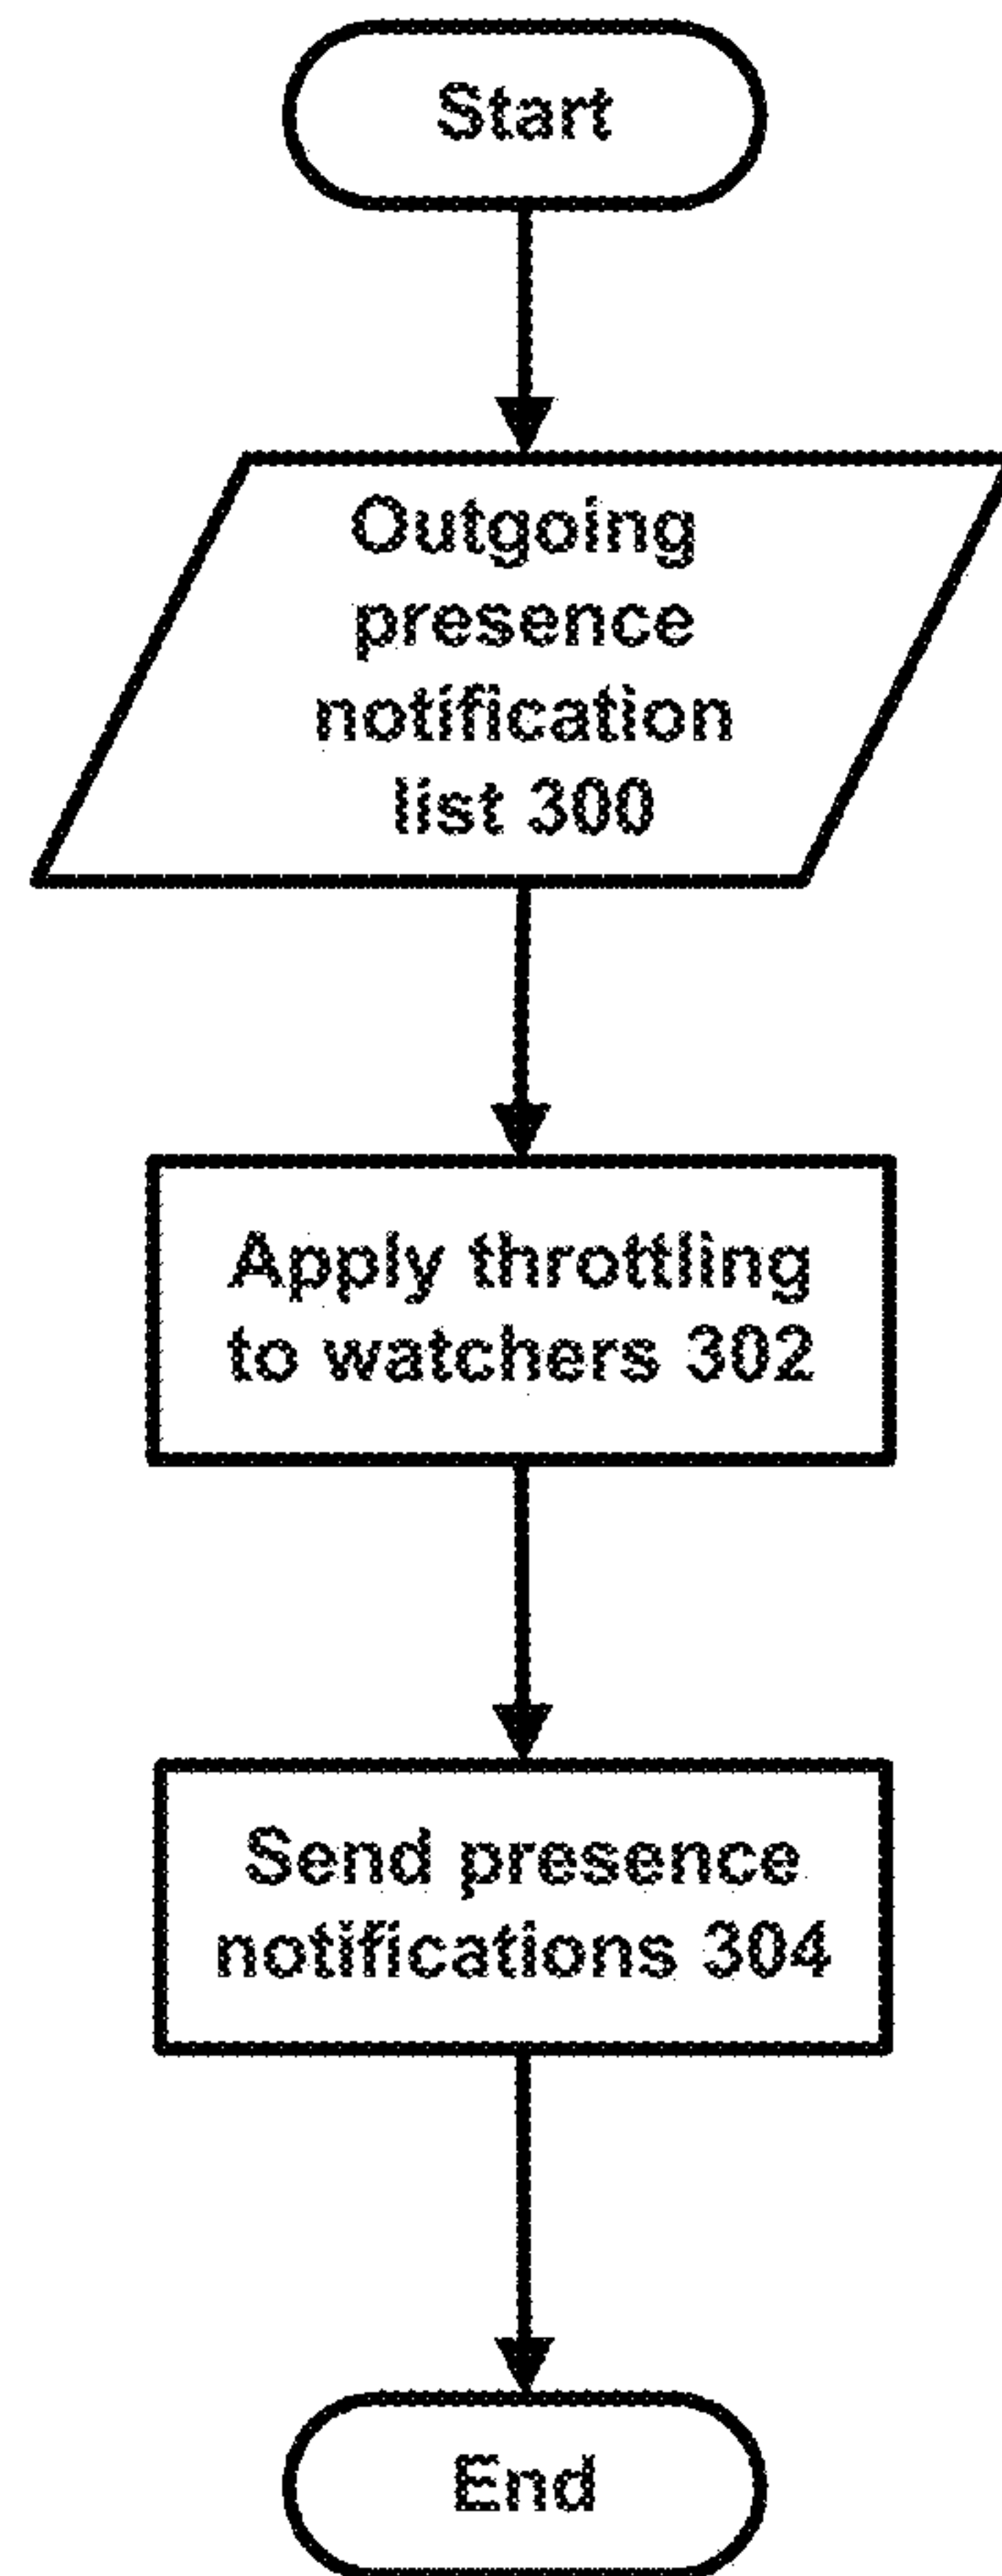 Start
Outgoing
presence
notification
list 300
Apply throttling
to watchers 302
Send presence
notifications 304
End